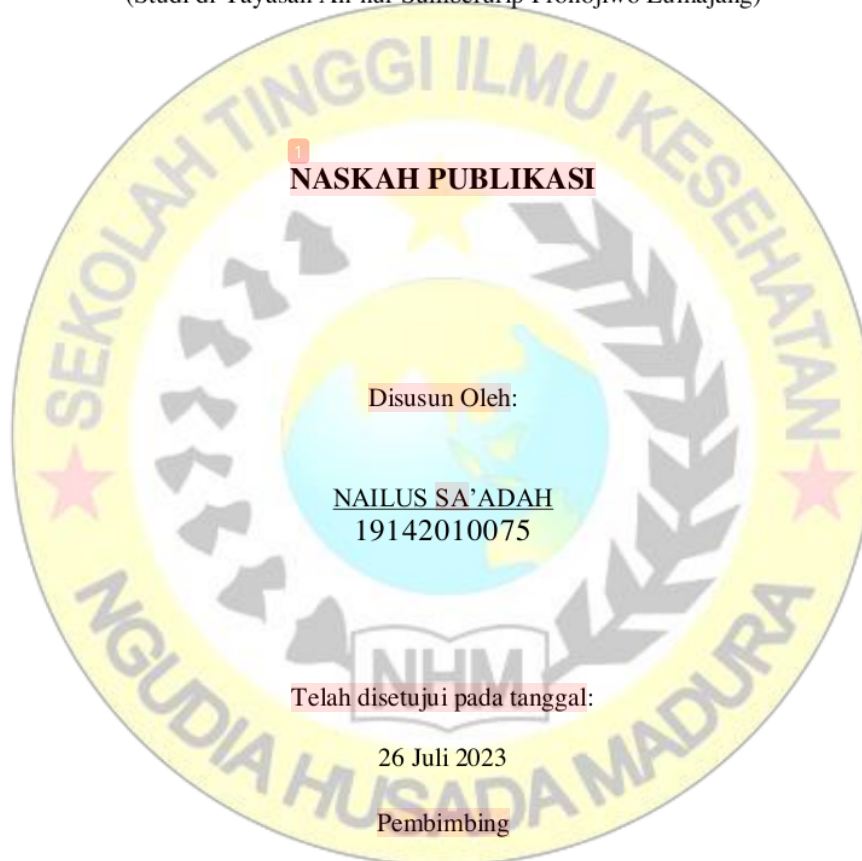 SEKOLAH TINGGI ILMU KESEHATAN
1
NASKAH PUBLIKASI
Disusun Oleh:
NAILUS SA’ADAH
19142010075
NHM
Telah disetujui pada tanggal:
26 Juli 2023
NGUDIA HUSADA MADURA
Pembimbing